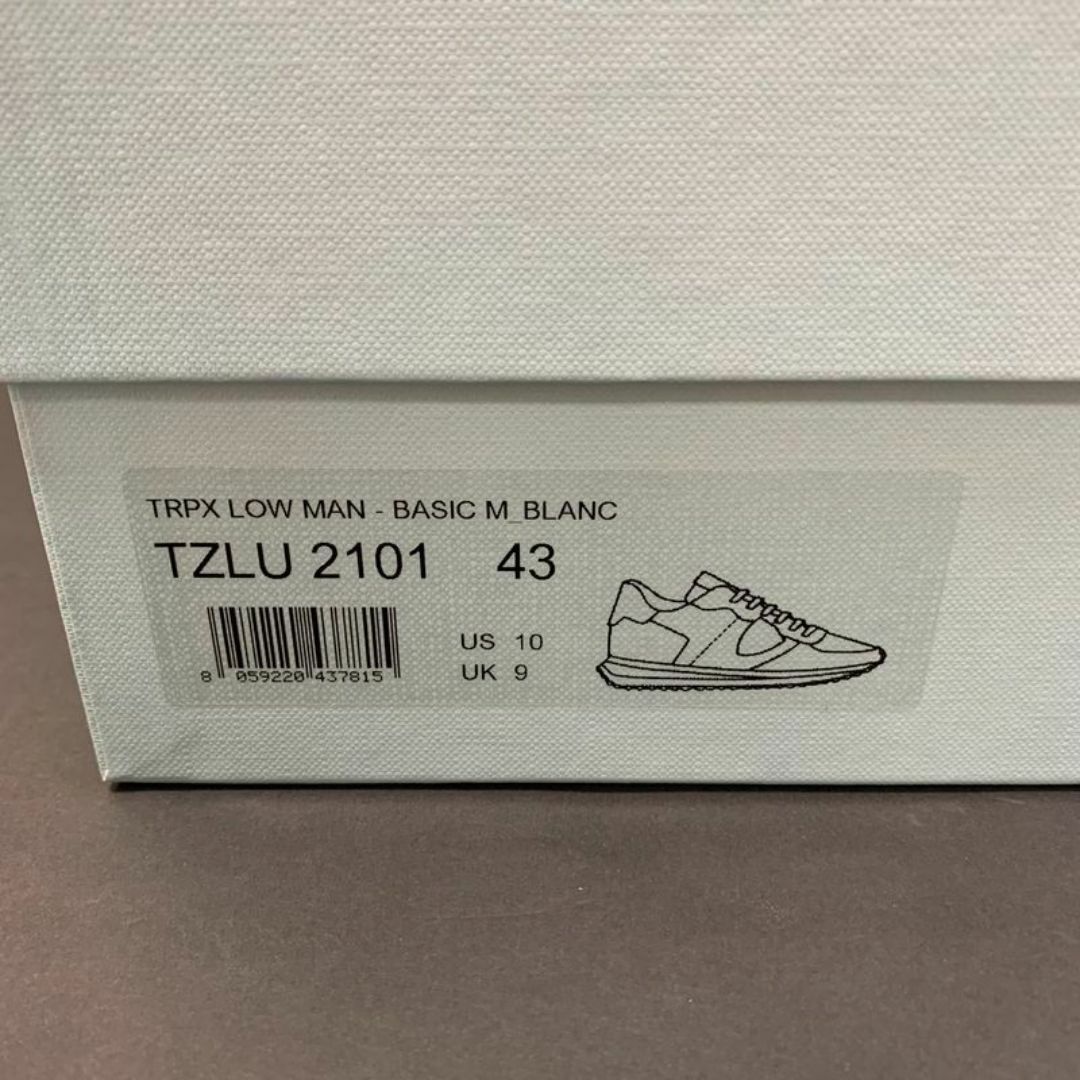 TRPX LOW MAN - BASIC M_BLANC
TZLU 2101 43
US 10
UK 9
8 059220 437815